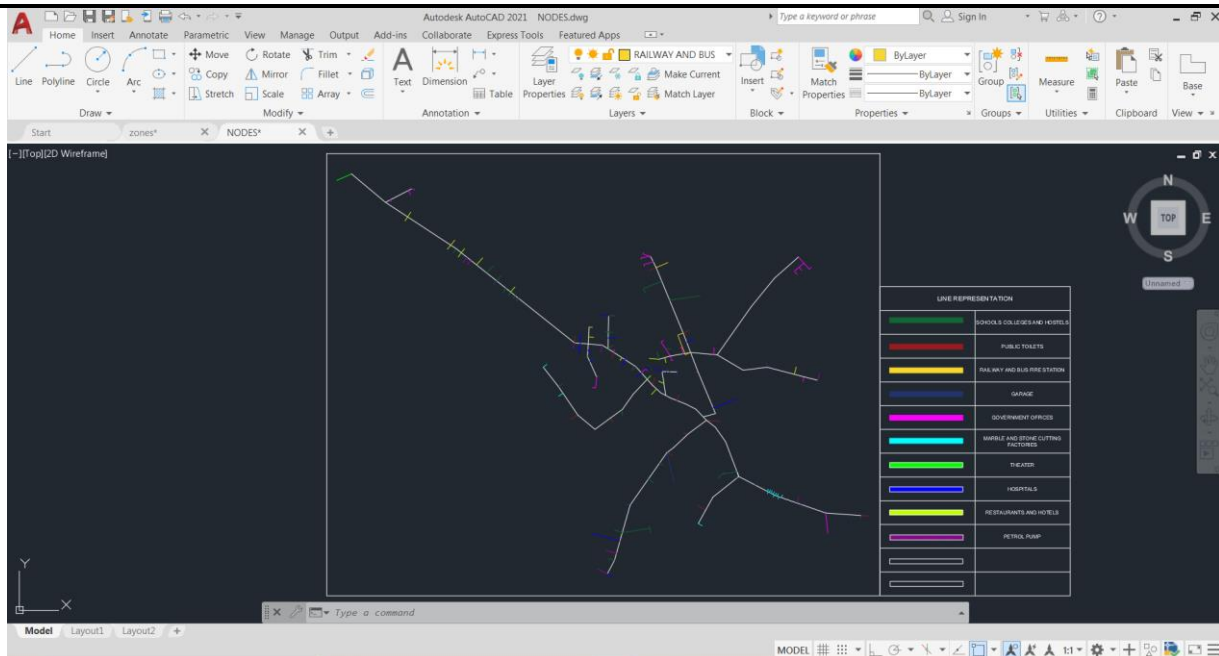 Autodesk AutoCAD 2021 NODES.dwg
Type a keyword or phrase
Sign In
Home Insert Annotate Parametric View Manage Output Add-ins Collaborate Express Tools Featured Apps
Line Polyline Circle Arc
Move Rotate Trim
Copy Mirror Fillet
Stretch Scale Array
Text Dimension
Table
Layer Properties
RAILWAY AND BUS
Make Current
Match Layer
Insert
Match Properties
ByLayer
ByLayer
ByLayer
Group
Measure
Paste
Base
Draw Modify Annotation Layers Block Properties Groups Utilities Clipboard View
Start zones* NODES*
[-][Top][2D Wireframe]
N
W TOP E
S
Unnamed
LINE REPRESENTATION
SCHOOLS COLLEGES AND HOSTELS
PUBLIC TOILETS
RAILWAY AND BUS FIRE STATION
GARAGE
GOVERNMENT OFFICES
MARBLE AND STONE CUTTING
FACTORIES
THEATER
HOSPITALS
RESTAURANTS AND HOTELS
PETROL PUMP
Y
X
Type a command
Model Layout1 Layout2
MODEL 1:1